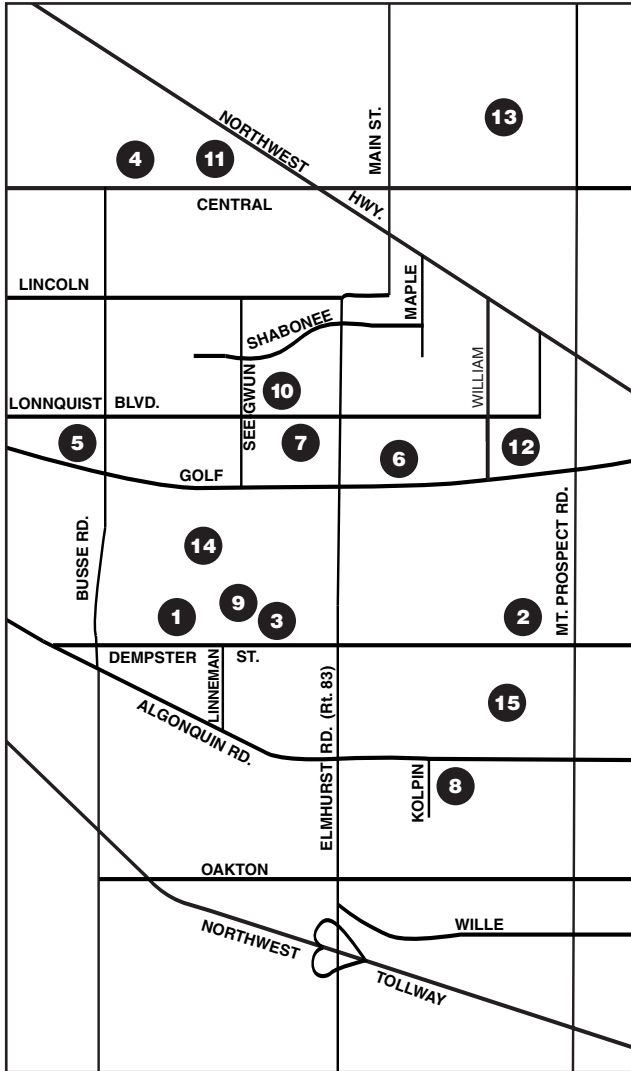 MAIN ST.
13
NORTHWEST
4
11
CENTRAL
HWY.
LINCOLN
MAPLE
SHABONEE
WILLIAM
10
LONNQUIST BLVD.
SEE-GWUN
5
7
6
12
GOLF
MT. PROSPECT RD.
BUSSE RD.
14
9
1
3
2
DEMPSTER ST.
LINNEMAN
ELMHURST RD. (Rt. 83)
15
ALGONQUIN RD.
KOLPIN
8
OAKTON
WILLE
NORTHWEST
TOLLWAY